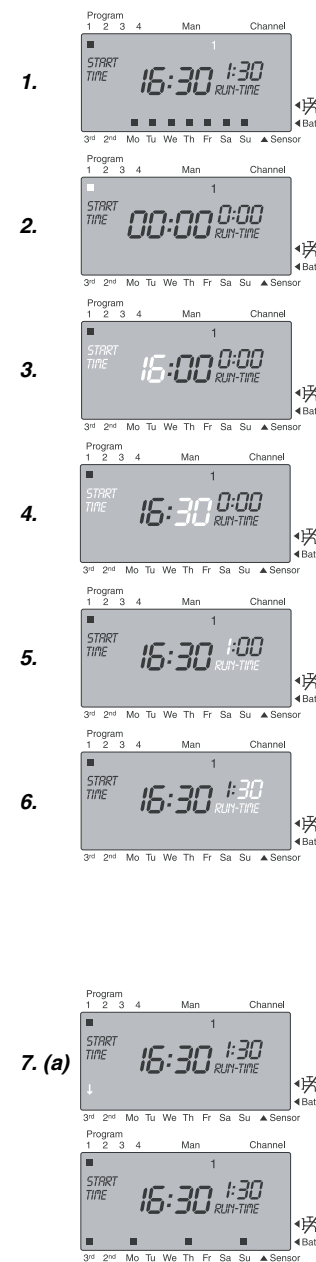 Program
1 2 3 4 Man Channel
1.
1
START
TIME
16:30 1:30
RUN-TIME
Bat
3rd 2nd Mo Tu We Th Fr Sa Su ▲ Sensor
Program
1 2 3 4 Man Channel
2.
1
START
TIME
00:00 0:00
RUN-TIME
Bat
3rd 2nd Mo Tu We Th Fr Sa Su ▲ Sensor
Program
1 2 3 4 Man Channel
3.
1
START
TIME
16:00 0:00
RUN-TIME
Bat
3rd 2nd Mo Tu We Th Fr Sa Su ▲ Sensor
Program
1 2 3 4 Man Channel
4.
1
START
TIME
16:30 0:00
RUN-TIME
Bat
3rd 2nd Mo Tu We Th Fr Sa Su ▲ Sensor
Program
1 2 3 4 Man Channel
5.
1
START
TIME
16:30 1:00
RUN-TIME
Bat
3rd 2nd Mo Tu We Th Fr Sa Su ▲ Sensor
Program
1 2 3 4 Man Channel
6.
1
START
TIME
16:30 1:30
RUN-TIME
Bat
3rd 2nd Mo Tu We Th Fr Sa Su ▲ Sensor
Program
1 2 3 4 Man Channel
7. (a)
1
START
TIME
16:30 1:30
RUN-TIME
↓
Bat
3rd 2nd Mo Tu We Th Fr Sa Su ▲ Sensor
Program
1 2 3 4 Man Channel
1
START
TIME
16:30 1:30
RUN-TIME
Bat
3rd 2nd Mo Tu We Th Fr Sa Su ▲ Sensor